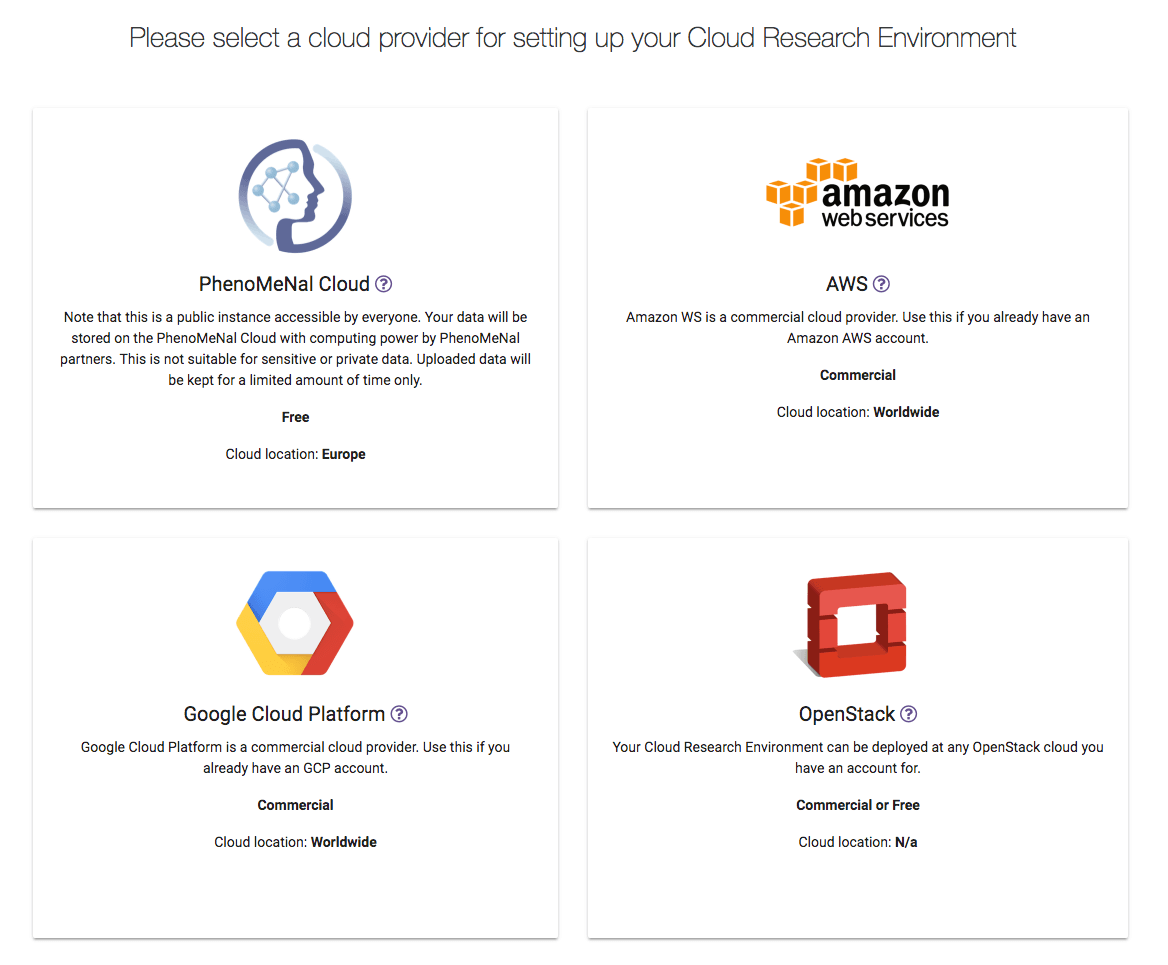 Please select a cloud provider for setting up your Cloud Research Environment
PhenoMeNal Cloud ?
Note that this is a public instance accessible by everyone. Your data will be
stored on the PhenoMeNal Cloud with computing power by PhenoMeNal
partners. This is not suitable for sensitive or private data. Uploaded data will
be kept for a limited amount of time only.
Free
Cloud location: Europe
amazon
web services
AWS ?
Amazon WS is a commercial cloud provider. Use this if you already have an
Amazon AWS account.
Commercial
Cloud location: Worldwide
Google Cloud Platform ?
Google Cloud Platform is a commercial cloud provider. Use this if you
already have an GCP account.
Commercial
Cloud location: Worldwide
OpenStack ?
Your Cloud Research Environment can be deployed at any OpenStack cloud you
have an account for.
Commercial or Free
Cloud location: N/a